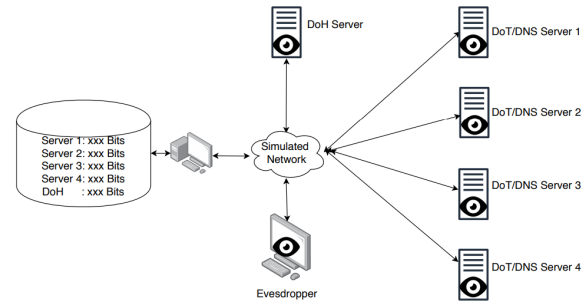 DoH Server
DoT/DNS Server 1
DoT/DNS Server 2
Server 1: xxx Bits
Server 2: xxx Bits
Server 3: xxx Bits
Server 4: xxx Bits
DoH : xxx Bits
Simulated
Network
DoT/DNS Server 3
DoT/DNS Server 4
Evesdropper